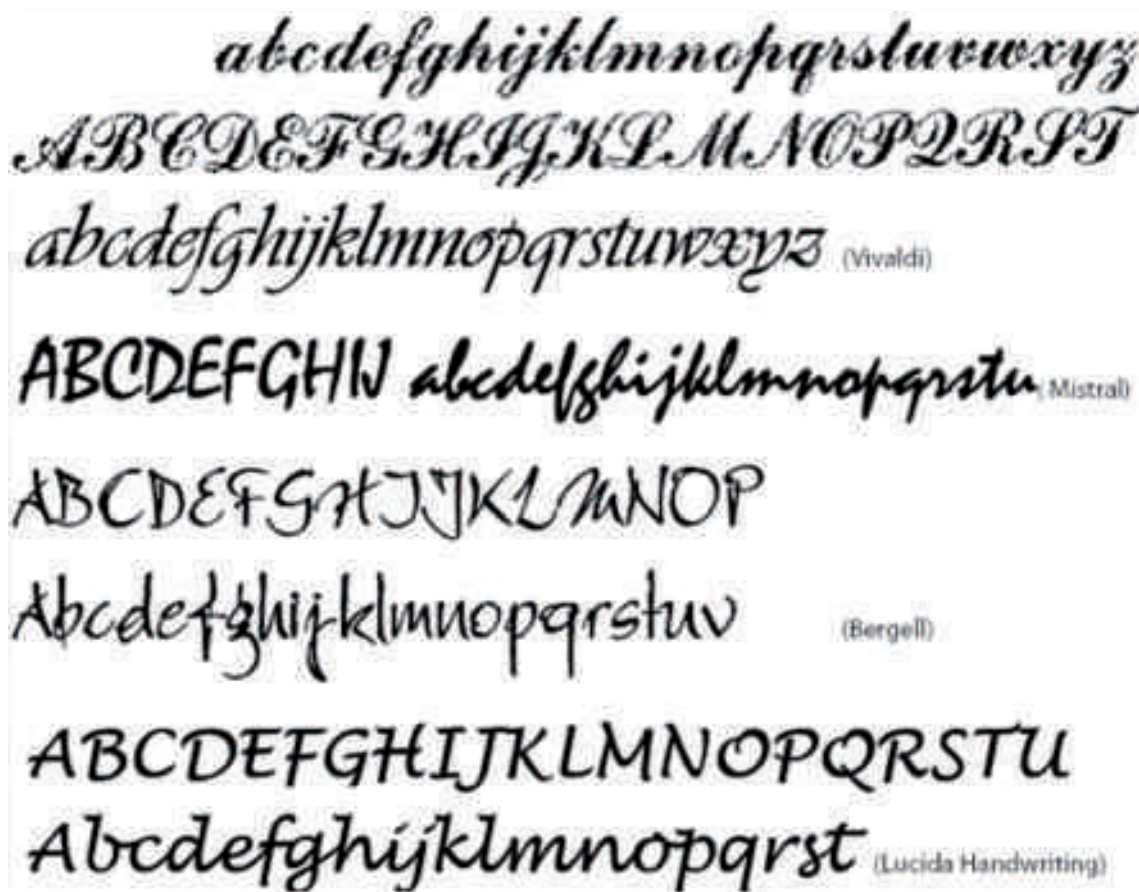 abcdefghijklmnopqrstuvwxyz
ABCDEFGHIJKLMNOPQRST
abcdefghijklmnopqrstuwxyz (Vivaldi)
ABCDEFGHIJ abcdefghijklmnopqrstu (Mistral)
ABCDEFGHIJKLMNOP
Abcdefghijklmnopqrstuv (Bergell)
ABCDEFGHIJKLMNOPQRSTU
Abcdefghijklmnopqrst (Lucida Handwriting)